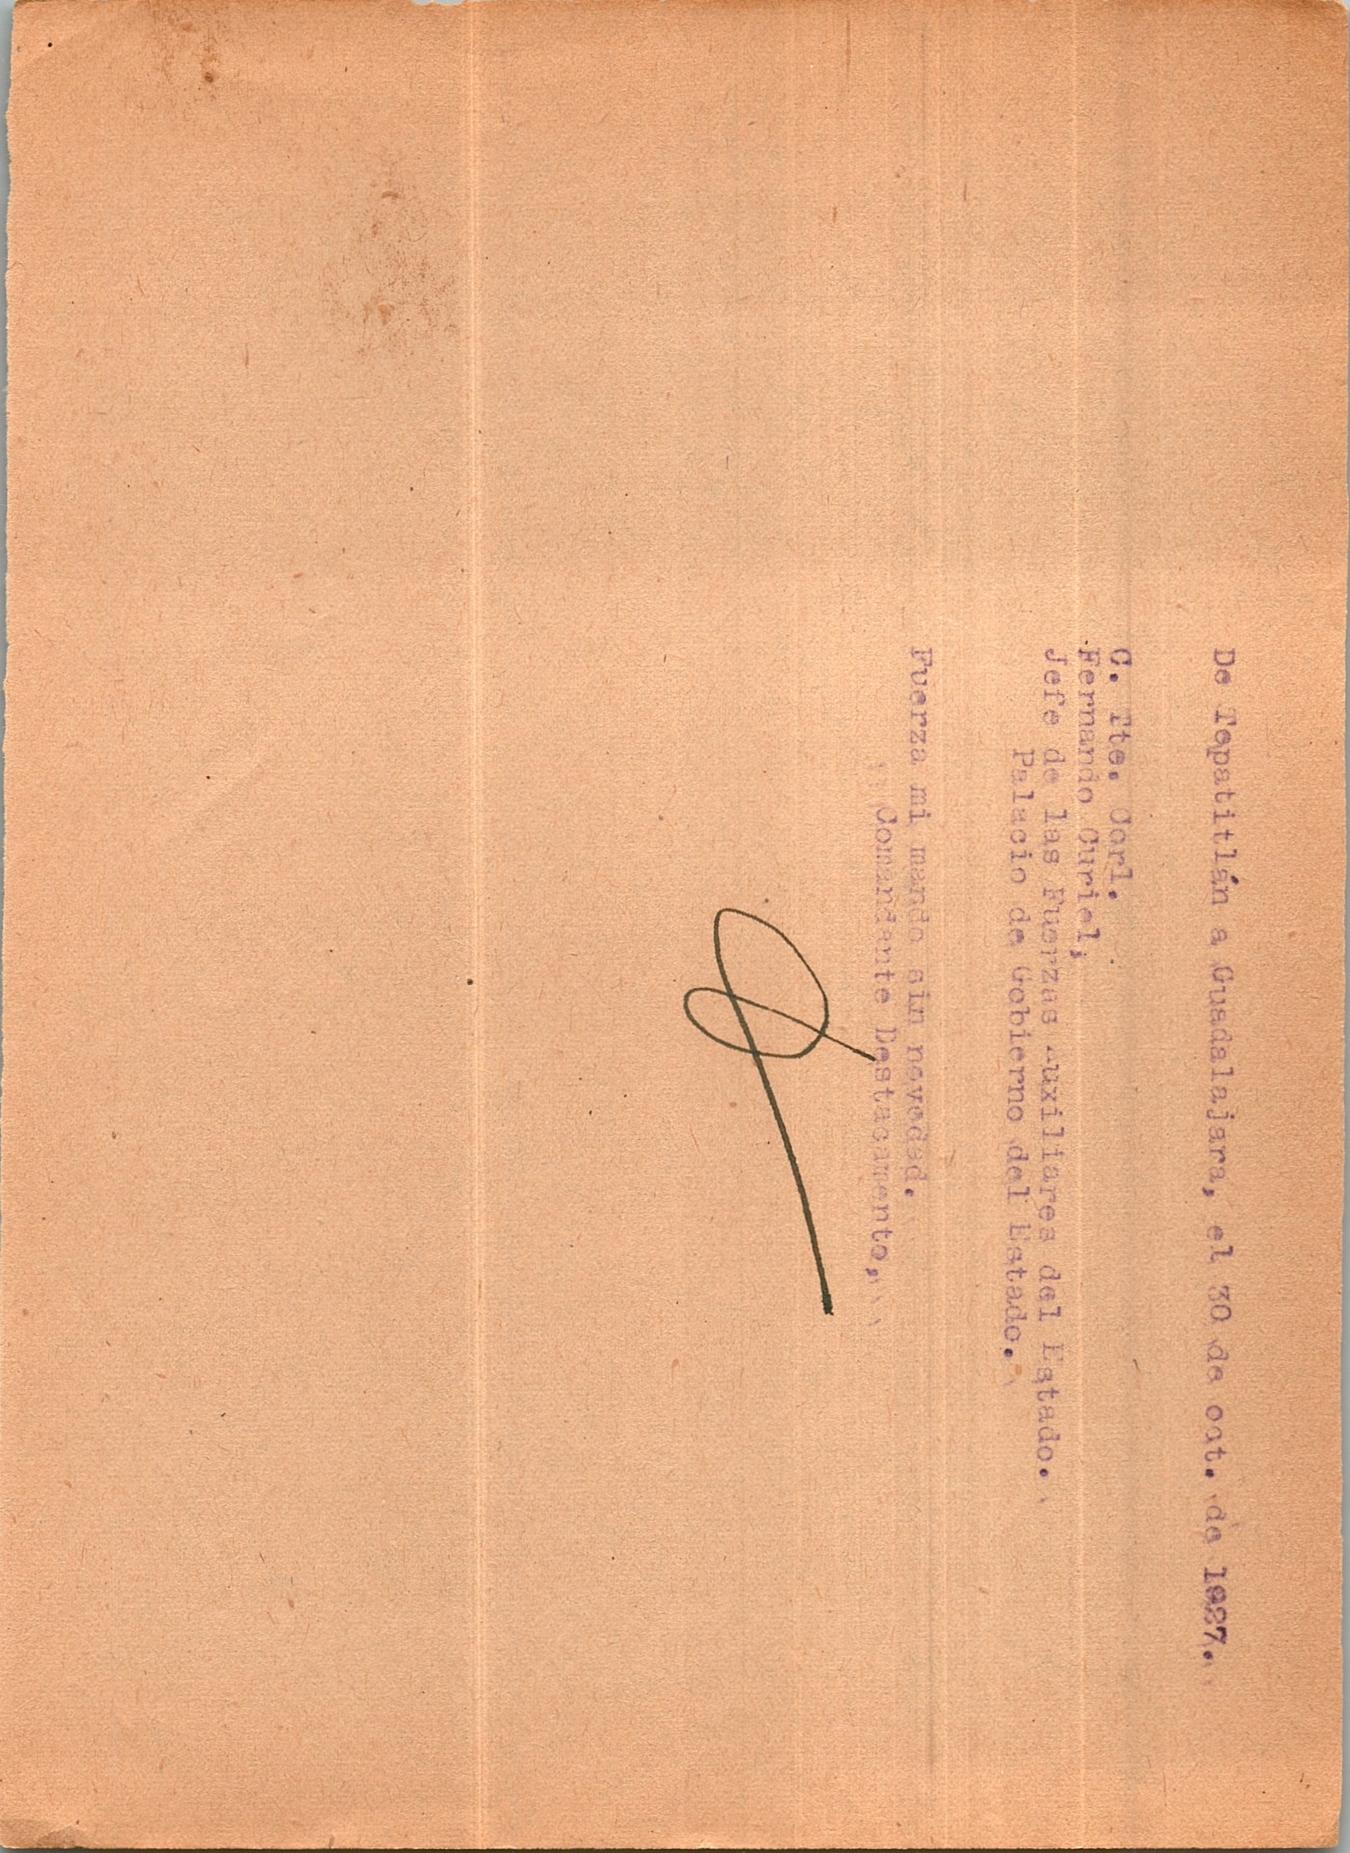 De Tepatitlán a Guadalajara, el 30 de oct. de 1927.
C. Tte. Corl.
Fernando Curiel,
Jefe de las Fuerzas Auxiliares del Estado.
Palacio de Gobierno del Estado.
Fuerza mi mando sin novedad.
Comandante Destacamento,